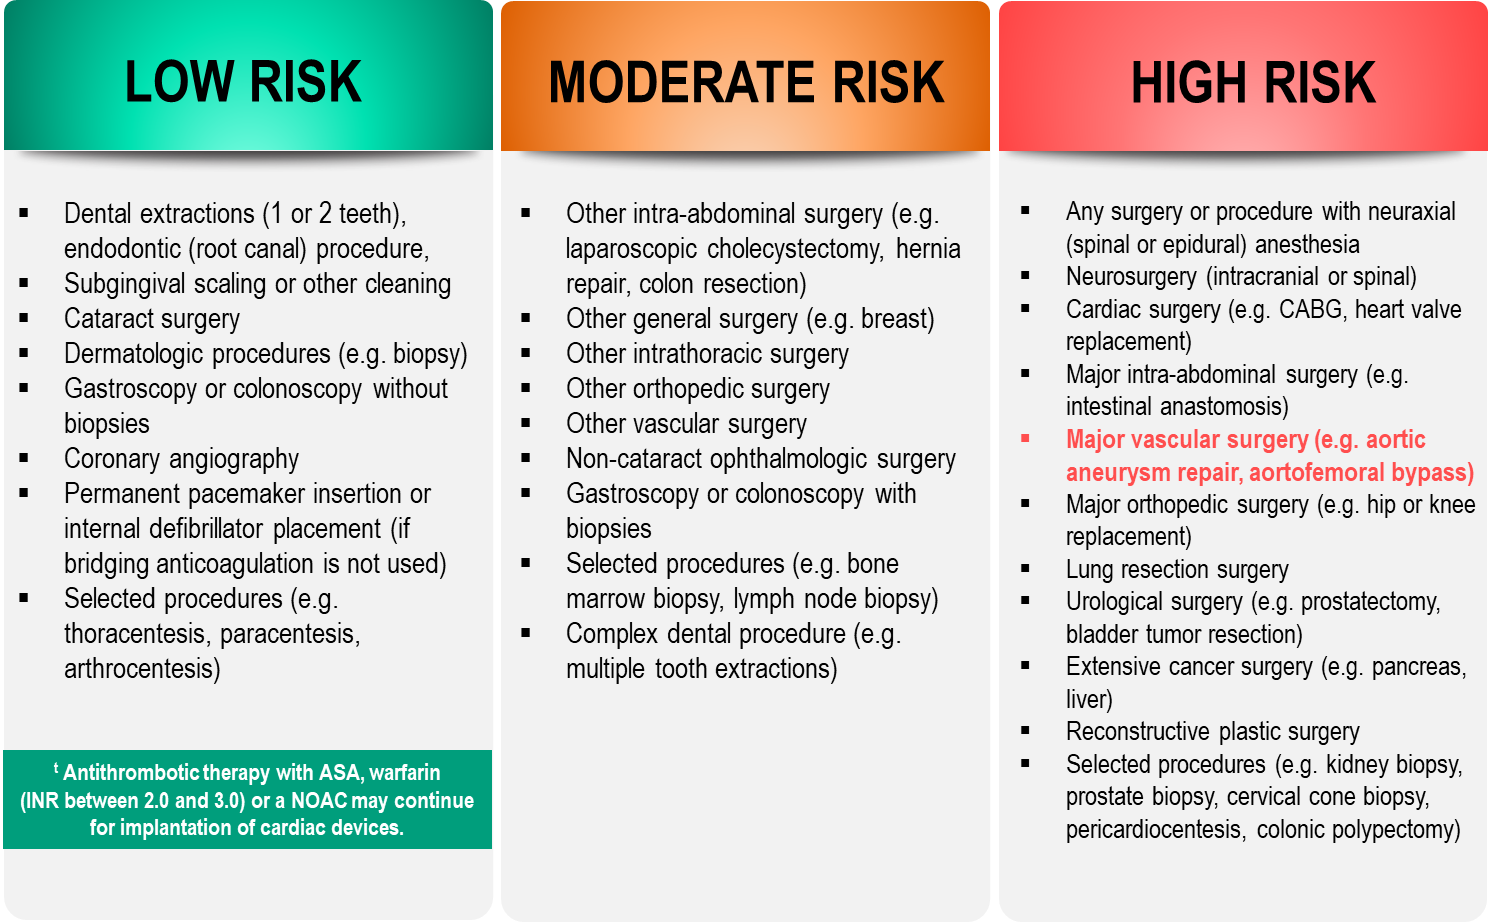 LOW RISK
▪ Dental extractions (1 or 2 teeth),
endodontic (root canal) procedure,
▪ Subgingival scaling or other cleaning
▪ Cataract surgery
▪ Dermatologic procedures (e.g. biopsy)
▪ Gastroscopy or colonoscopy without
biopsies
▪ Coronary angiography
▪ Permanent pacemaker insertion or
internal defibrillator placement (if
bridging anticoagulation is not used)
▪ Selected procedures (e.g.
thoracentesis, paracentesis,
arthrocentesis)
t Antithrombotic therapy with ASA, warfarin
(INR between 2.0 and 3.0) or a NOAC may continue
for implantation of cardiac devices.
MODERATE RISK
▪ Other intra-abdominal surgery (e.g.
laparoscopic cholecystectomy, hernia
repair, colon resection)
▪ Other general surgery (e.g. breast)
▪ Other intrathoracic surgery
▪ Other orthopedic surgery
▪ Other vascular surgery
▪ Non-cataract ophthalmologic surgery
▪ Gastroscopy or colonoscopy with
biopsies
▪ Selected procedures (e.g. bone
marrow biopsy, lymph node biopsy)
▪ Complex dental procedure (e.g.
multiple tooth extractions)
HIGH RISK
▪ Any surgery or procedure with neuraxial
(spinal or epidural) anesthesia
▪ Neurosurgery (intracranial or spinal)
▪ Cardiac surgery (e.g. CABG, heart valve
replacement)
▪ Major intra-abdominal surgery (e.g.
intestinal anastomosis)
▪ Major vascular surgery (e.g. aortic
aneurysm repair, aortofemoral bypass)
▪ Major orthopedic surgery (e.g. hip or knee
replacement)
▪ Lung resection surgery
▪ Urological surgery (e.g. prostatectomy,
bladder tumor resection)
▪ Extensive cancer surgery (e.g. pancreas,
liver)
▪ Reconstructive plastic surgery
▪ Selected procedures (e.g. kidney biopsy,
prostate biopsy, cervical cone biopsy,
pericardiocentesis, colonic polypectomy)